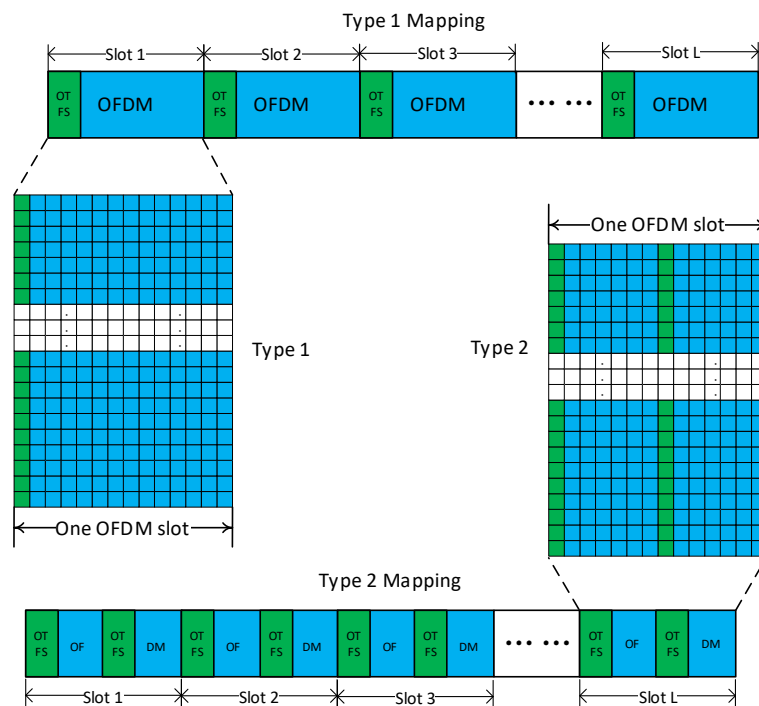 Type 1 Mapping
Slot 1 Slot 2 Slot 3 Slot L
OT FS OFDM OT FS OFDM OT FS OFDM ... ... OT FS OFDM
One OFDM slot
Type 1
Type 2
One OFDM slot
Type 2 Mapping
OT FS OF OT FS DM OT FS OF OT FS DM OT FS OF OT FS DM ... ... OT FS OF OT FS DM
Slot 1 Slot 2 Slot 3 Slot L